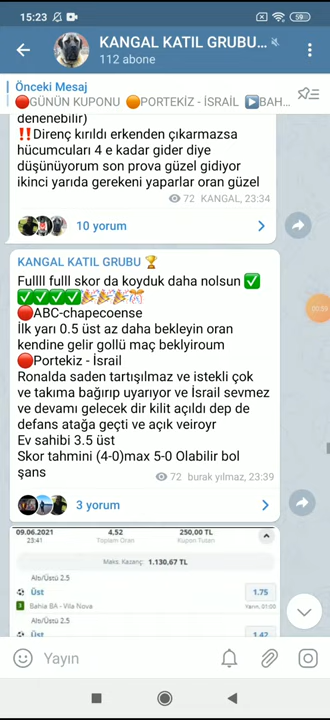 15:23
59
KANGAL KATIL GRUBU...
112 abone
Önceki Mesaj
🔴GÜNÜN KUPONU 🟠PORTEKİZ - İSRAİL ▶️BAH...
denenebilir)
‼️Direnç kırıldı erkenden çıkarmazsa
hücumcuları 4 e kadar gider diye
düşünüyorum son prova güzel gidiyor
ikinci yarıda gerekeni yaparlar oran güzel
72 KANGAL, 23:34
10 yorum
KANGAL KATIL GRUBU 🏆
Fullll fulll skor da koyduk daha nolsun ✅
✅✅✅✅🎉🎉🎉🎊
🔴ABC-chapecoense
İlk yarı 0.5 üst az daha bekleyin oran
kendine gelir gollü maç beklyiroum
🔴Portekiz - İsrail
Ronalda saden tartışılmaz ve istekli çok
ve takıma bağırıp uyarıyor ve İsrail sevmez
ve devamı gelecek dir kilit açıldı dep de
defans atağa geçti ve açık veiroyr
Ev sahibi 3.5 üst
Skor tahmini (4-0)max 5-0 Olabilir bol
şans
72 burak yılmaz, 23:39
3 yorum
09.06.2021 4,52 250,00 TL
23:41 Toplam Oran Kupon Tutarı
Maks. Kazanç: 1.130,67 TL
Alt/Üstü 2.5
Üst 1.75
3 Bahia BA - Vila Nova Yarın, 01:00
Alt/Üstü 2.5
Üst 1.42
Yayın